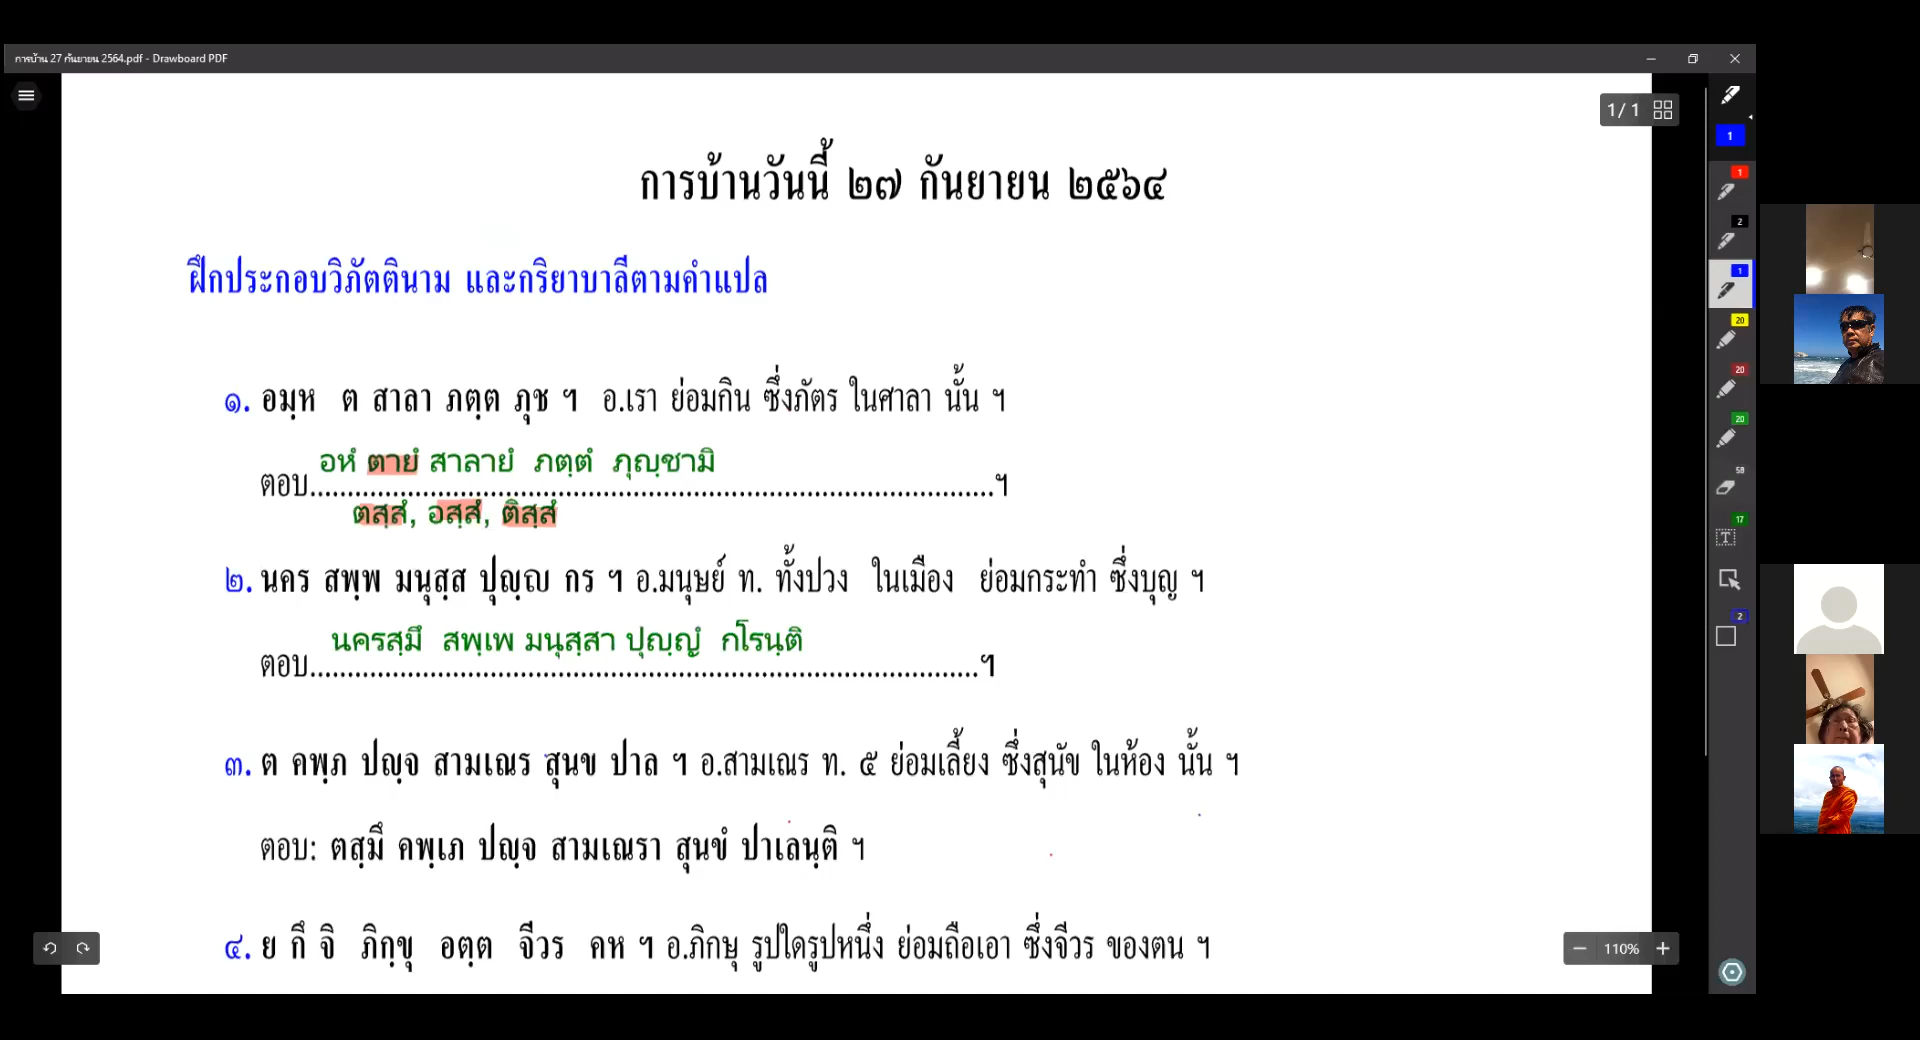 การบ้าน 27 กันยายน 2564.pdf - Drawboard PDF
1 / 1
การบ้านวันนี้ ๒๗ กันยายน ๒๕๖๔
ฝึกประกอบวิภัตตินาม และกริยาบาลีตามคำแปล
๑. อมฺห ต สาลา ภตฺต ภุช ฯ อ.เรา ย่อมกิน ซึ่งภัตร ในศาลา นั้น ฯ
อหํ ตายํ สาลายํ ภตฺตํ ภุญฺชามิ
ตอบ...........................................................................................ฯ
ตสฺสํ, อสฺสํ, ติสฺสํ
๒. นคร สพฺพ มนุสฺส ปุญฺญ กร ฯ อ.มนุษย์ ท. ทั้งปวง ในเมือง ย่อมกระทำ ซึ่งบุญ ฯ
นครสฺมึ สพฺเพ มนุสฺสา ปุญฺญํ กโรนฺติ
ตอบ.........................................................................................ฯ
๓. ต คพฺภ ปญฺจ สามเณร สุนข ปาล ฯ อ.สามเณร ท. ๕ ย่อมเลี้ยง ซึ่งสุนัข ในห้อง นั้น ฯ
ตอบ: ตสฺมึ คพฺเภ ปญฺจ สามเณรา สุนขํ ปาเลนฺติ ฯ
๔. ย กึ จิ ภิกฺขุ อตฺต จีวร คห ฯ อ.ภิกษุ รูปใดรูปหนึ่ง ย่อมถือเอา ซึ่งจีวร ของตน ฯ
110%
1
1
2
1
20
20
20
58
17
2